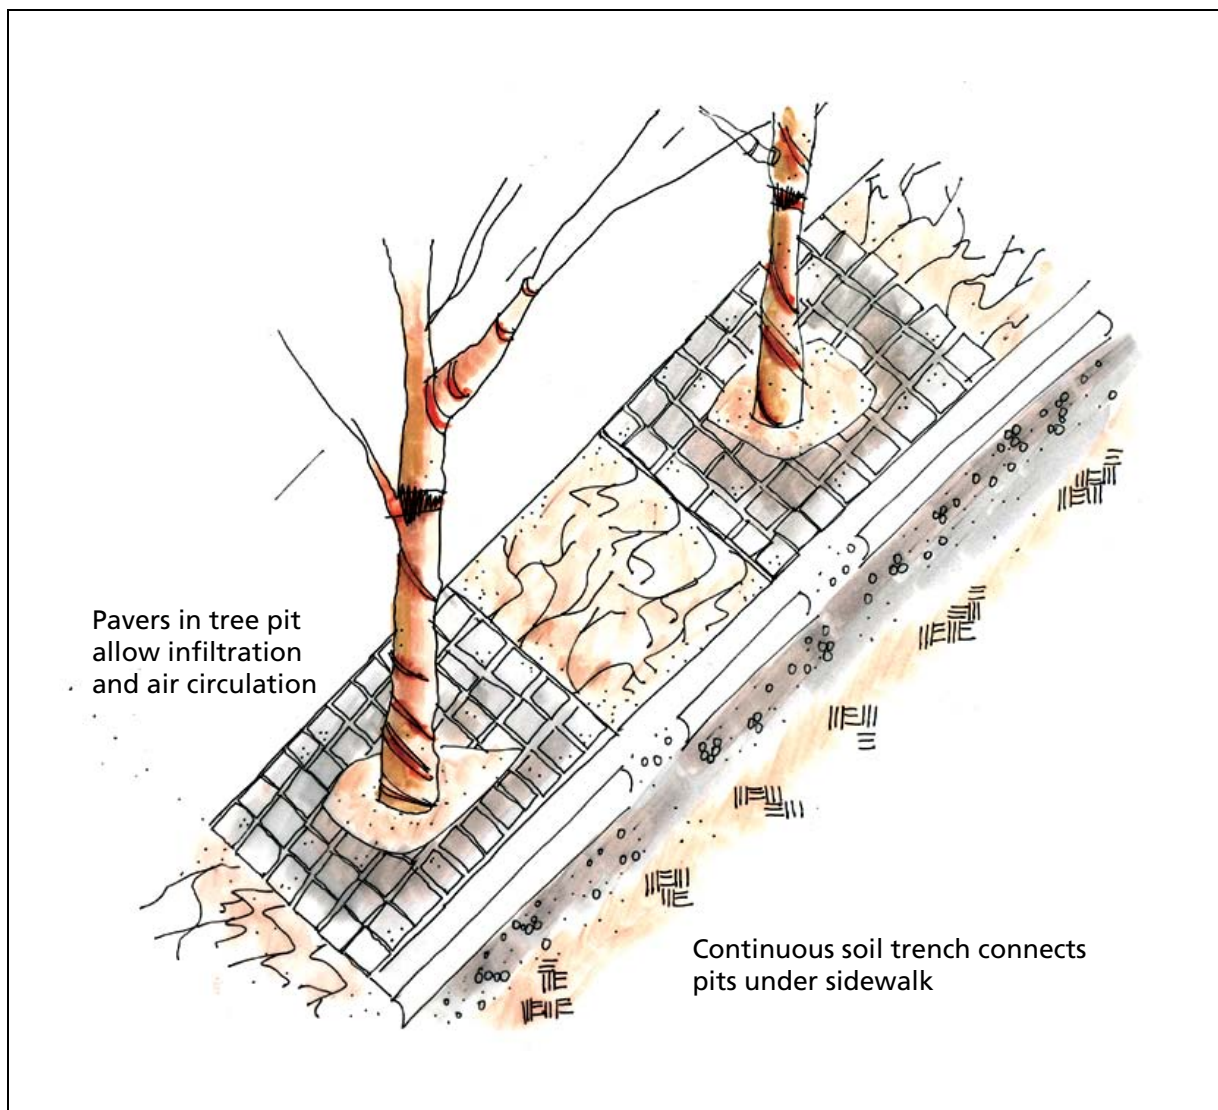 Pavers in tree pit
allow infiltration
and air circulation
Continuous soil trench connects
pits under sidewalk